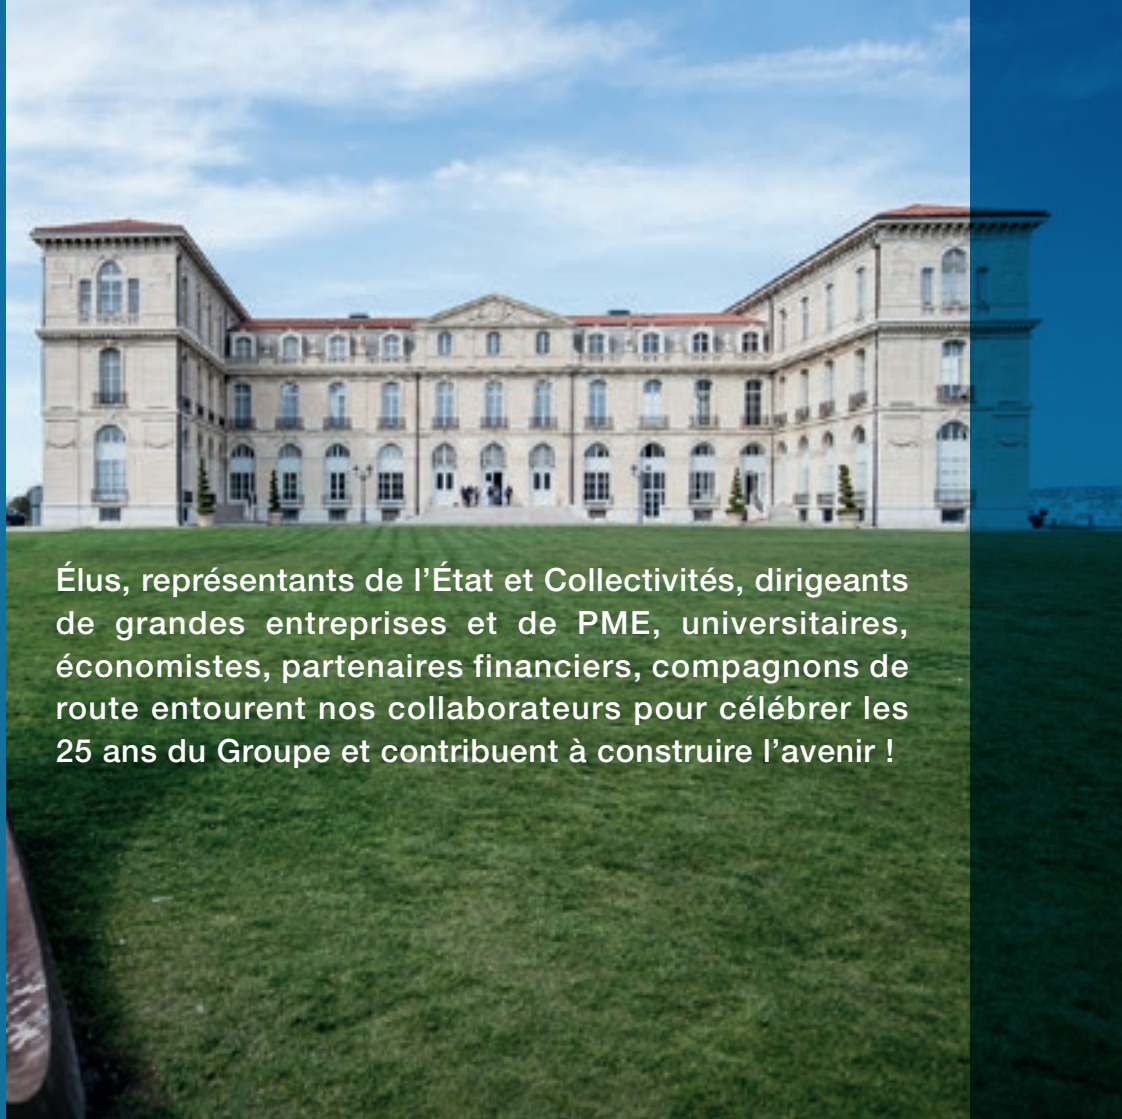 Élus, représentants de l’État et Collectivités, dirigeants
de grandes entreprises et de PME, universitaires,
économistes, partenaires financiers, compagnons de
route entourent nos collaborateurs pour célébrer les
25 ans du Groupe et contribuent à construire l’avenir !